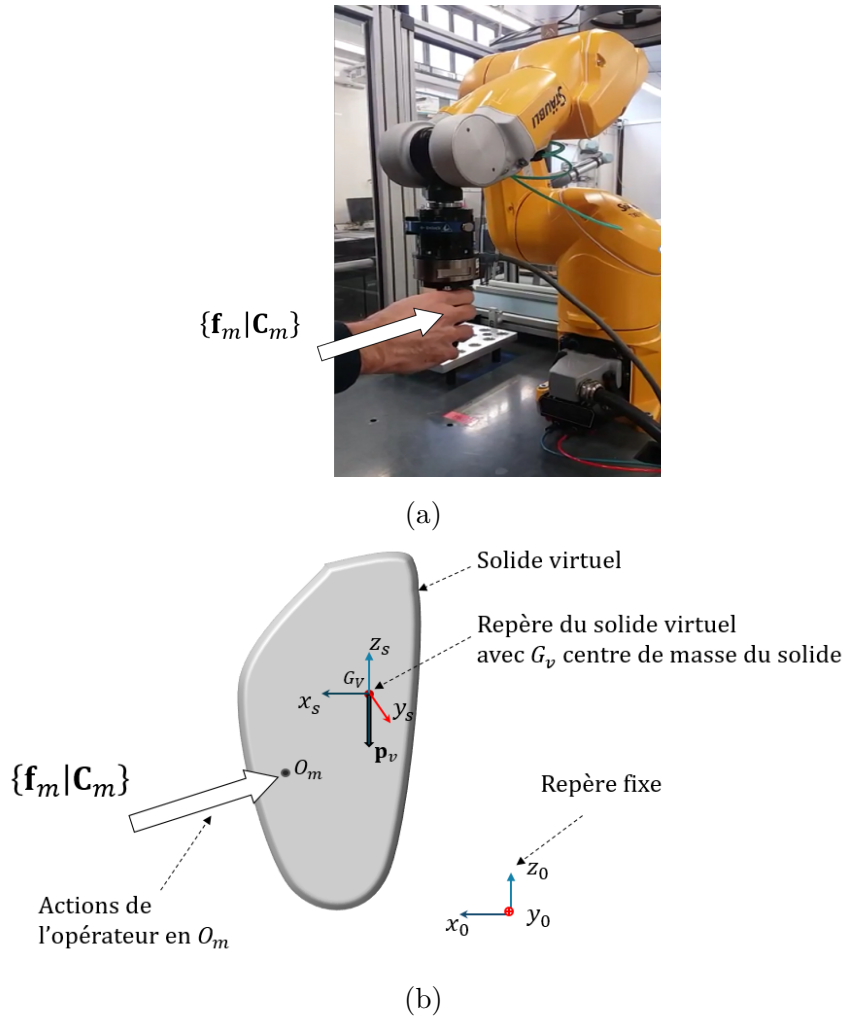 STÄUBLI
{f_m|C_m}
(a)
Solide virtuel
Repère du solide virtuel
avec G_v centre de masse du solide
z_s
G_V
x_s
y_s
p_v
O_m
{f_m|C_m}
Repère fixe
z_0
x_0
y_0
Actions de
l'opérateur en O_m
(b)